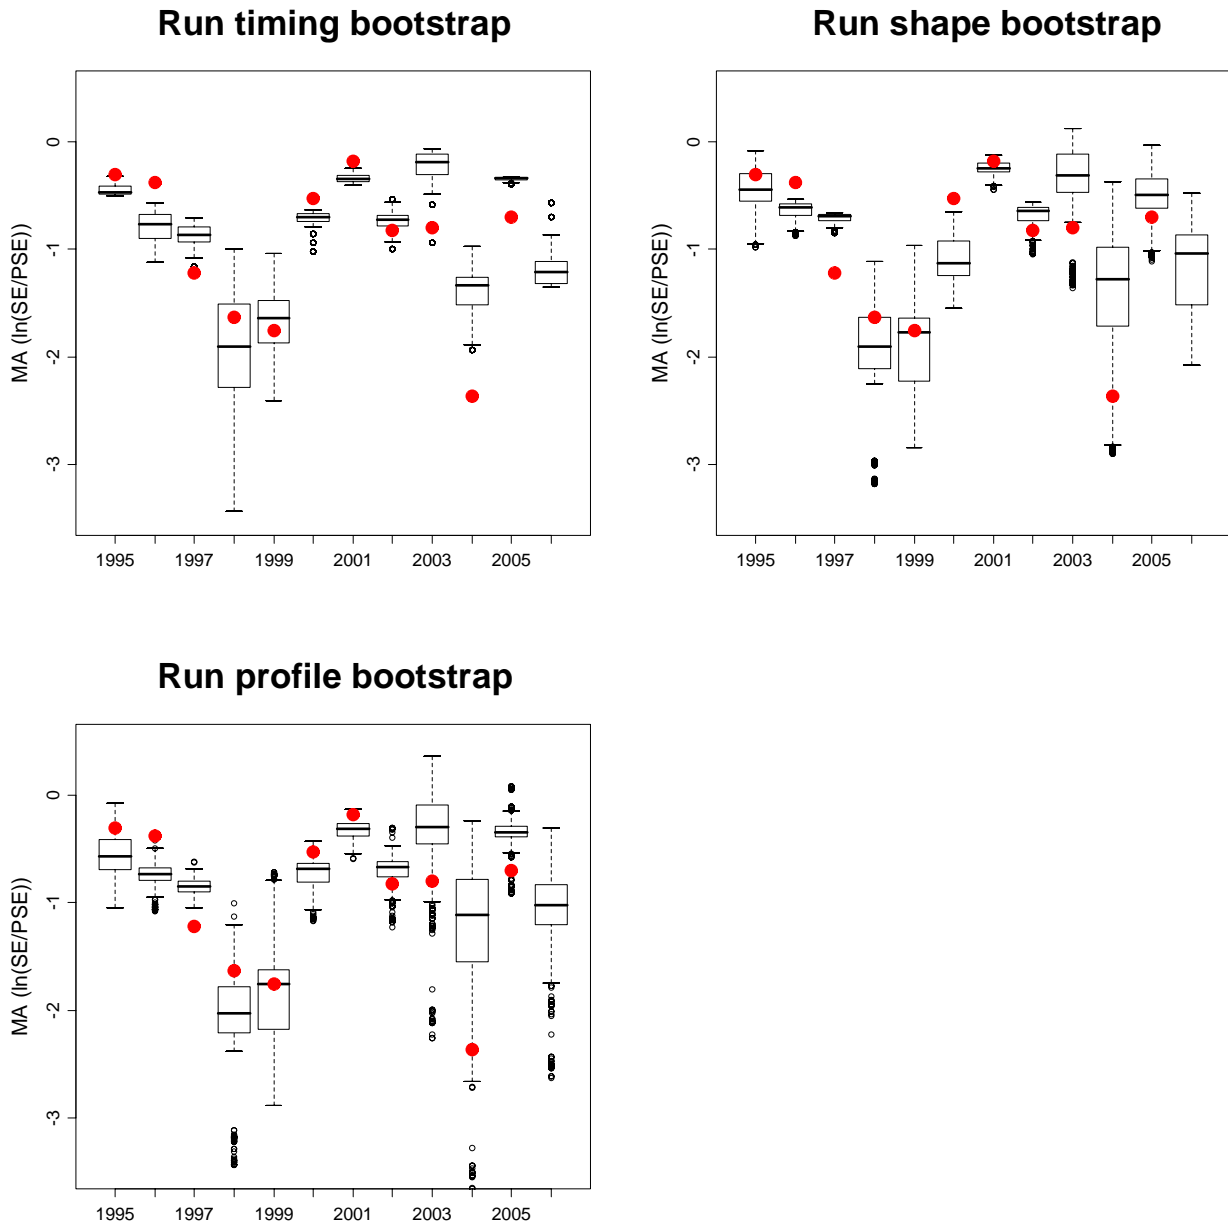 Run timing bootstrap
MA (ln(SE/PSE))
0
-1
-2
-3
1995 1997 1999 2001 2003 2005
Run shape bootstrap
MA (ln(SE/PSE))
0
-1
-2
-3
1995 1997 1999 2001 2003 2005
Run profile bootstrap
MA (ln(SE/PSE))
0
-1
-2
-3
1995 1997 1999 2001 2003 2005